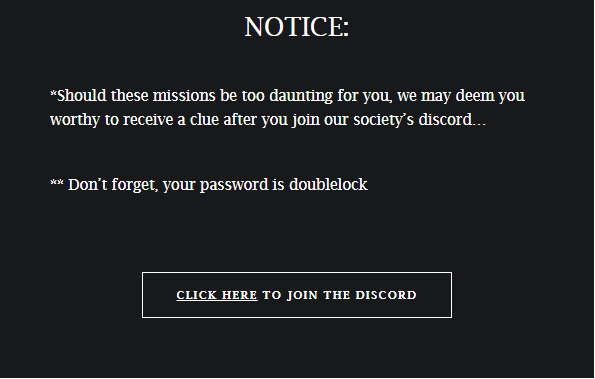 NOTICE:
*Should these missions be too daunting for you, we may deem you
worthy to receive a clue after you join our society’s discord…
** Don’t forget, your password is doublelock
CLICK HERE TO JOIN THE DISCORD